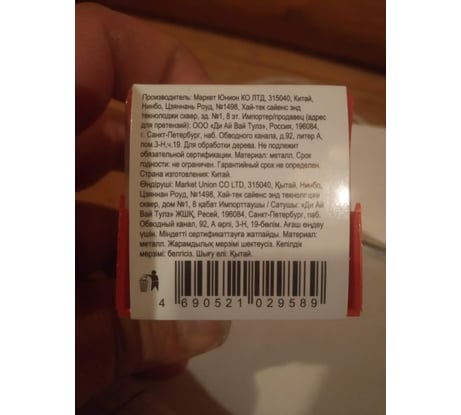 Производитель: Маркет Юнион КО ЛТД, 315040, Китай,
Нинбо, Цзяннань Роуд, №1498, Хай-тек сайенс энд
текнолоджи сквер, зд. №1, 8 эт. Импортер/продавец (адрес
для претензий): ООО «Ди Ай Вай Тулз», Россия, 196084,
г. Санкт-Петербург, наб. Обводного канала, д.92, литер А,
пом.3-Н,ч.19. Для обработки дерева. Не подлежит
обязательной сертификации. Материал: металл. Срок
годности: не ограничен. Гарантийный срок не определен.
Страна изготовления: Китай.
Өндіруші: Market Union CO LTD, 315040, Қытай, Нинбо,
Цзяннан Роуд, №1498, Хай-тек сайенс энд текнолоджи
сквер, дом №1, 8 қабат Импорттаушы / Сатушы: «Ди Ай
Вай Тулз» ЖШҚ, Ресей, 196084, Санкт-Петербург, наб.
Обводный канал, 92, А әрпі, 3-Н, 19-бөлім. Ағаш өңдеу
үшін. Міндетті сертификаттауға жатпайды. Материал:
металл. Жарамдылық мерзімі шектеусіз. Кепілдік
мерзімі: белгісіз. Шығу елі: Қытай.
4 690521 029589